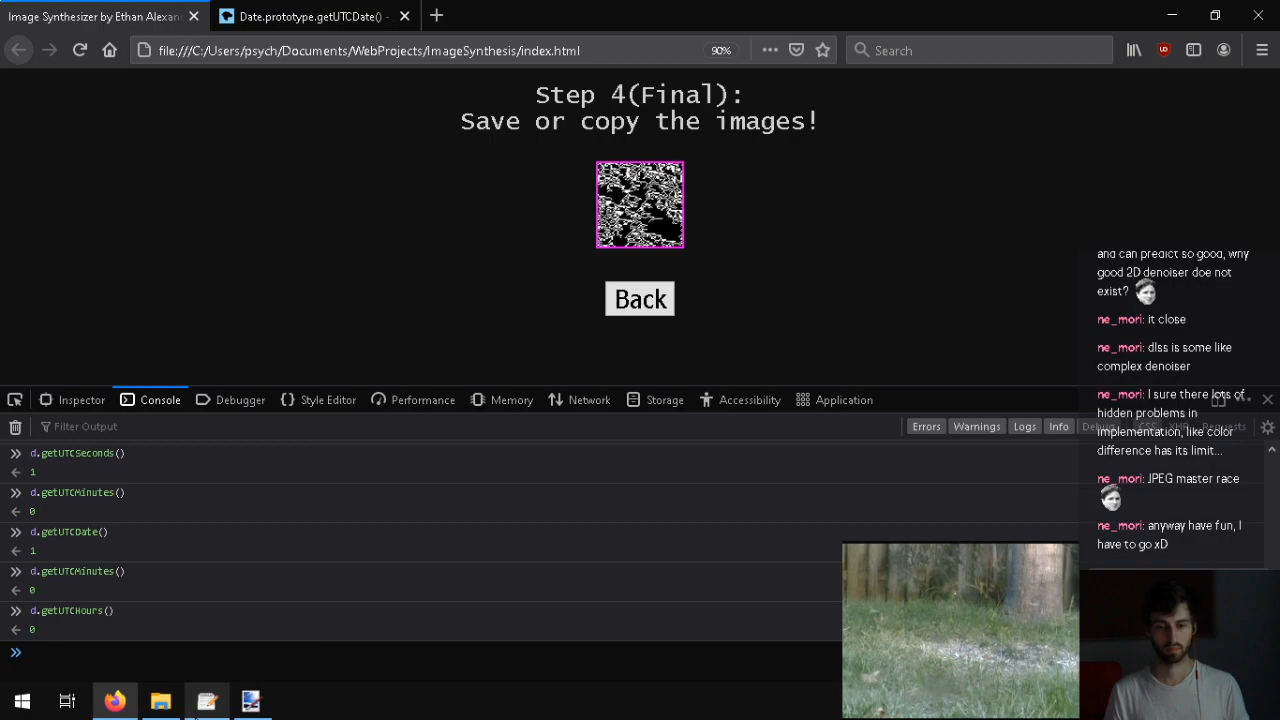 Image Synthesizer by Ethan Alexan
Date.prototype.getUTCDate() -
file:///C:/Users/psych/Documents/WebProjects/ImageSynthesis/index.html
90%
Search
Step 4(Final):
Save or copy the images!
Back
and can predict so good, why
good 2D denoiser doe not
exist?
ne_mori: it close
ne_mori: dlss is some like
complex denoiser
ne_mori: I sure there lots of
hidden problems in
implementation, like color
difference has its limit...
ne_mori: JPEG master race
ne_mori: anyway have fun, I
have to go xD
Inspector
Console
Debugger
Style Editor
Performance
Memory
Network
Storage
Accessibility
Application
Filter Output
Errors
Warnings
Logs
Info
Debug
CSS
XHR
Requests
d.getUTCSeconds()
1
d.getUTCMinutes()
0
d.getUTCDate()
1
d.getUTCMinutes()
0
d.getUTCHours()
0